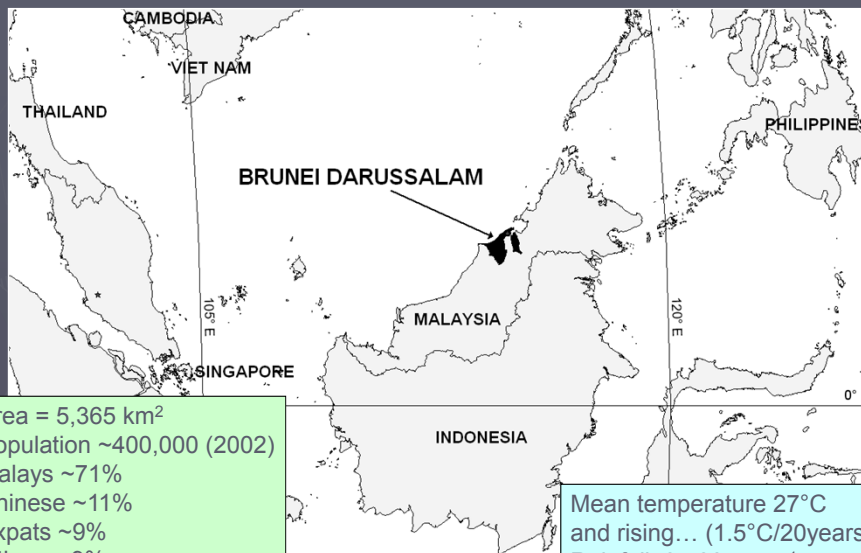 CAMBODIA
VIET NAM
THAILAND
PHILIPPINES
BRUNEI DARUSSALAM
105° E
120° E
MALAYSIA
SINGAPORE
0°
INDONESIA
rea = 5,365 km²
opulation ~400,000 (2002)
alays ~71%
hinese ~11%
xpats ~9%
Mean temperature 27°C
and rising… (1.5°C/20years